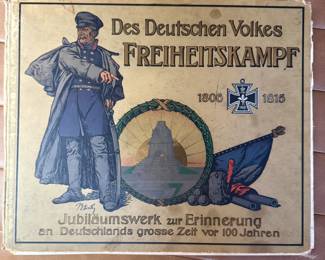 Des Deutschen Volkes
FREIHEITSKAMPF
1806 1815
Jubiläumswerk zur Erinnerung
an Deutschlands grosse Zeit vor 100 Jahren